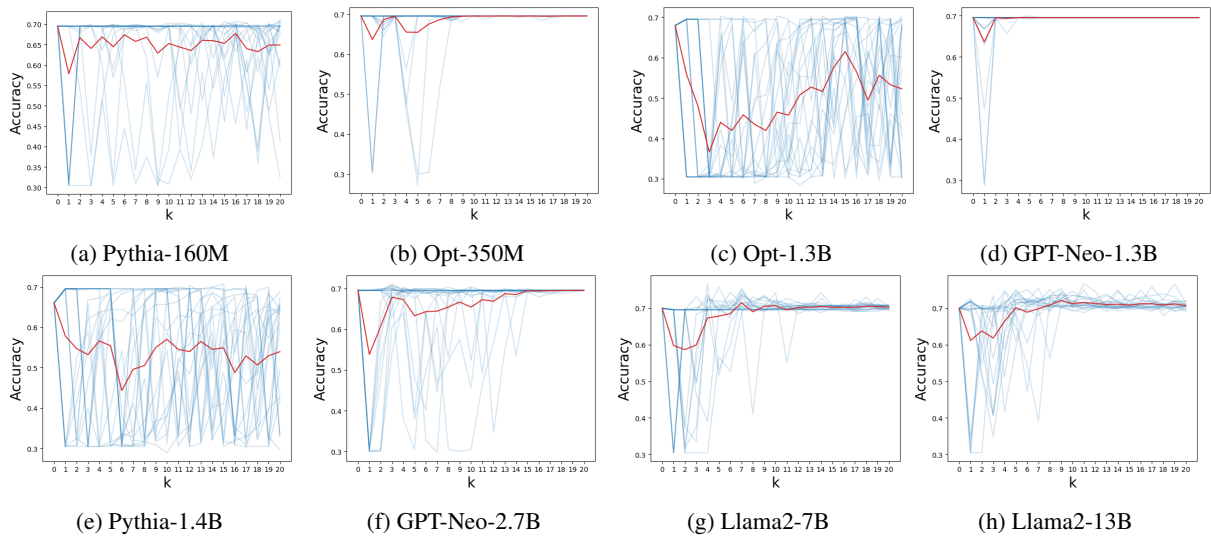 0.70
0.65
0.60
0.55
0.50
0.45
0.40
0.35
0.30
Accuracy
0 1 2 3 4 5 6 7 8 9 10 11 12 13 14 15 16 17 18 19 20
k
(a) Pythia-160M
0.7
0.6
0.5
0.4
0.3
Accuracy
0 1 2 3 4 5 6 7 8 9 10 11 12 13 14 15 16 17 18 19 20
k
(b) Opt-350M
0.7
0.6
0.5
0.4
0.3
Accuracy
0 1 2 3 4 5 6 7 8 9 10 11 12 13 14 15 16 17 18 19 20
k
(c) Opt-1.3B
0.7
0.6
0.5
0.4
0.3
Accuracy
0 1 2 3 4 5 6 7 8 9 10 11 12 13 14 15 16 17 18 19 20
k
(d) GPT-Neo-1.3B
0.7
0.6
0.5
0.4
0.3
Accuracy
0 1 2 3 4 5 6 7 8 9 10 11 12 13 14 15 16 17 18 19 20
k
(e) Pythia-1.4B
0.7
0.6
0.5
0.4
0.3
Accuracy
0 1 2 3 4 5 6 7 8 9 10 11 12 13 14 15 16 17 18 19 20
k
(f) GPT-Neo-2.7B
0.8
0.7
0.6
0.5
0.4
0.3
Accuracy
0 1 2 3 4 5 6 7 8 9 10 11 12 13 14 15 16 17 18 19 20
k
(g) Llama2-7B
0.8
0.7
0.6
0.5
0.4
0.3
Accuracy
0 1 2 3 4 5 6 7 8 9 10 11 12 13 14 15 16 17 18 19 20
k
(h) Llama2-13B